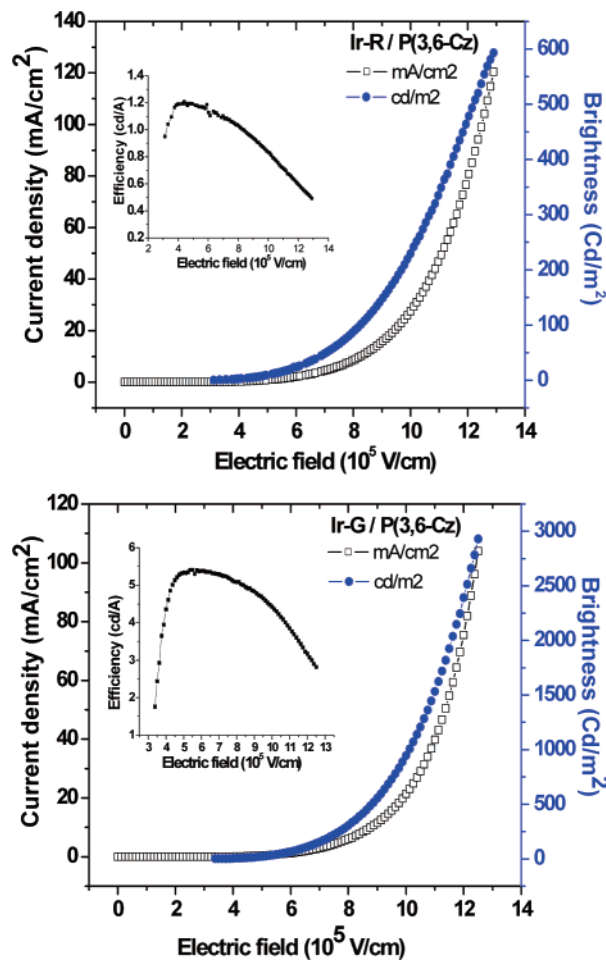 Ir-R / P(3,6-Cz)
mA/cm2
cd/m2
Current density (mA/cm²)
140
120
100
80
60
40
20
0
Brightness (Cd/m²)
600
500
400
300
200
100
0
0 2 4 6 8 10 12 14
Electric field (10⁵ V/cm)
Efficiency (cd/A)
1.4
1.2
1.0
0.8
0.6
0.4
0.2
2 4 6 8 10 12 14
Electric field (10⁵ V/cm)
Ir-G / P(3,6-Cz)
mA/cm2
cd/m2
Current density (mA/cm²)
120
100
80
60
40
20
0
Brightness (Cd/m²)
3000
2500
2000
1500
1000
500
0
0 2 4 6 8 10 12 14
Electric field (10⁵ V/cm)
Efficiency (cd/A)
6
5
4
3
2
1
3 4 5 6 7 8 9 10 11 12 13
Electric field (10⁵ V/cm)